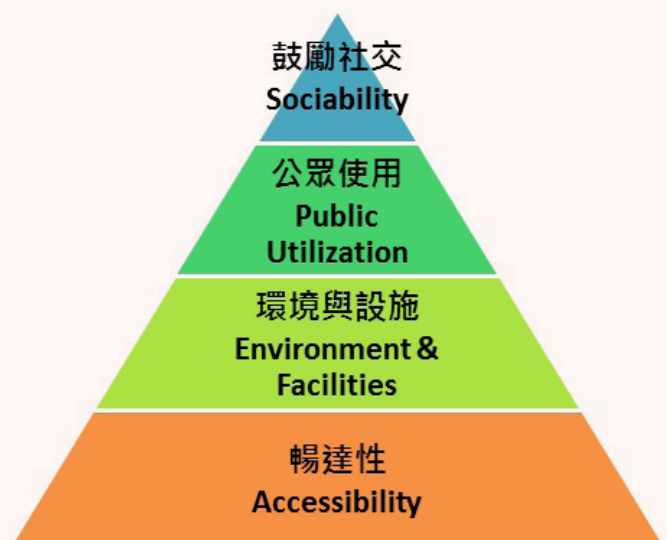 鼓勵社交
Sociability
公眾使用
Public
Utilization
環境與設施
Environment &
Facilities
暢達性
Accessibility